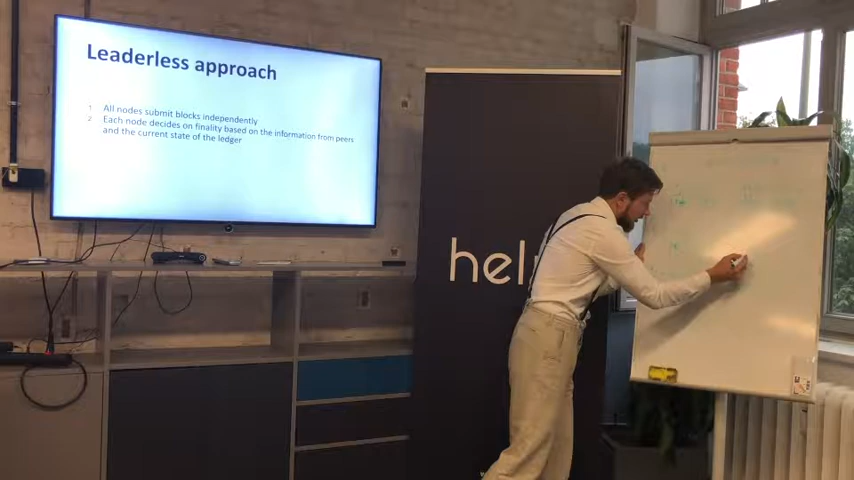 Leaderless approach
1 All nodes submit blocks independently
2 Each node decides on finality based on the information from peers
and the current state of the ledger
hel